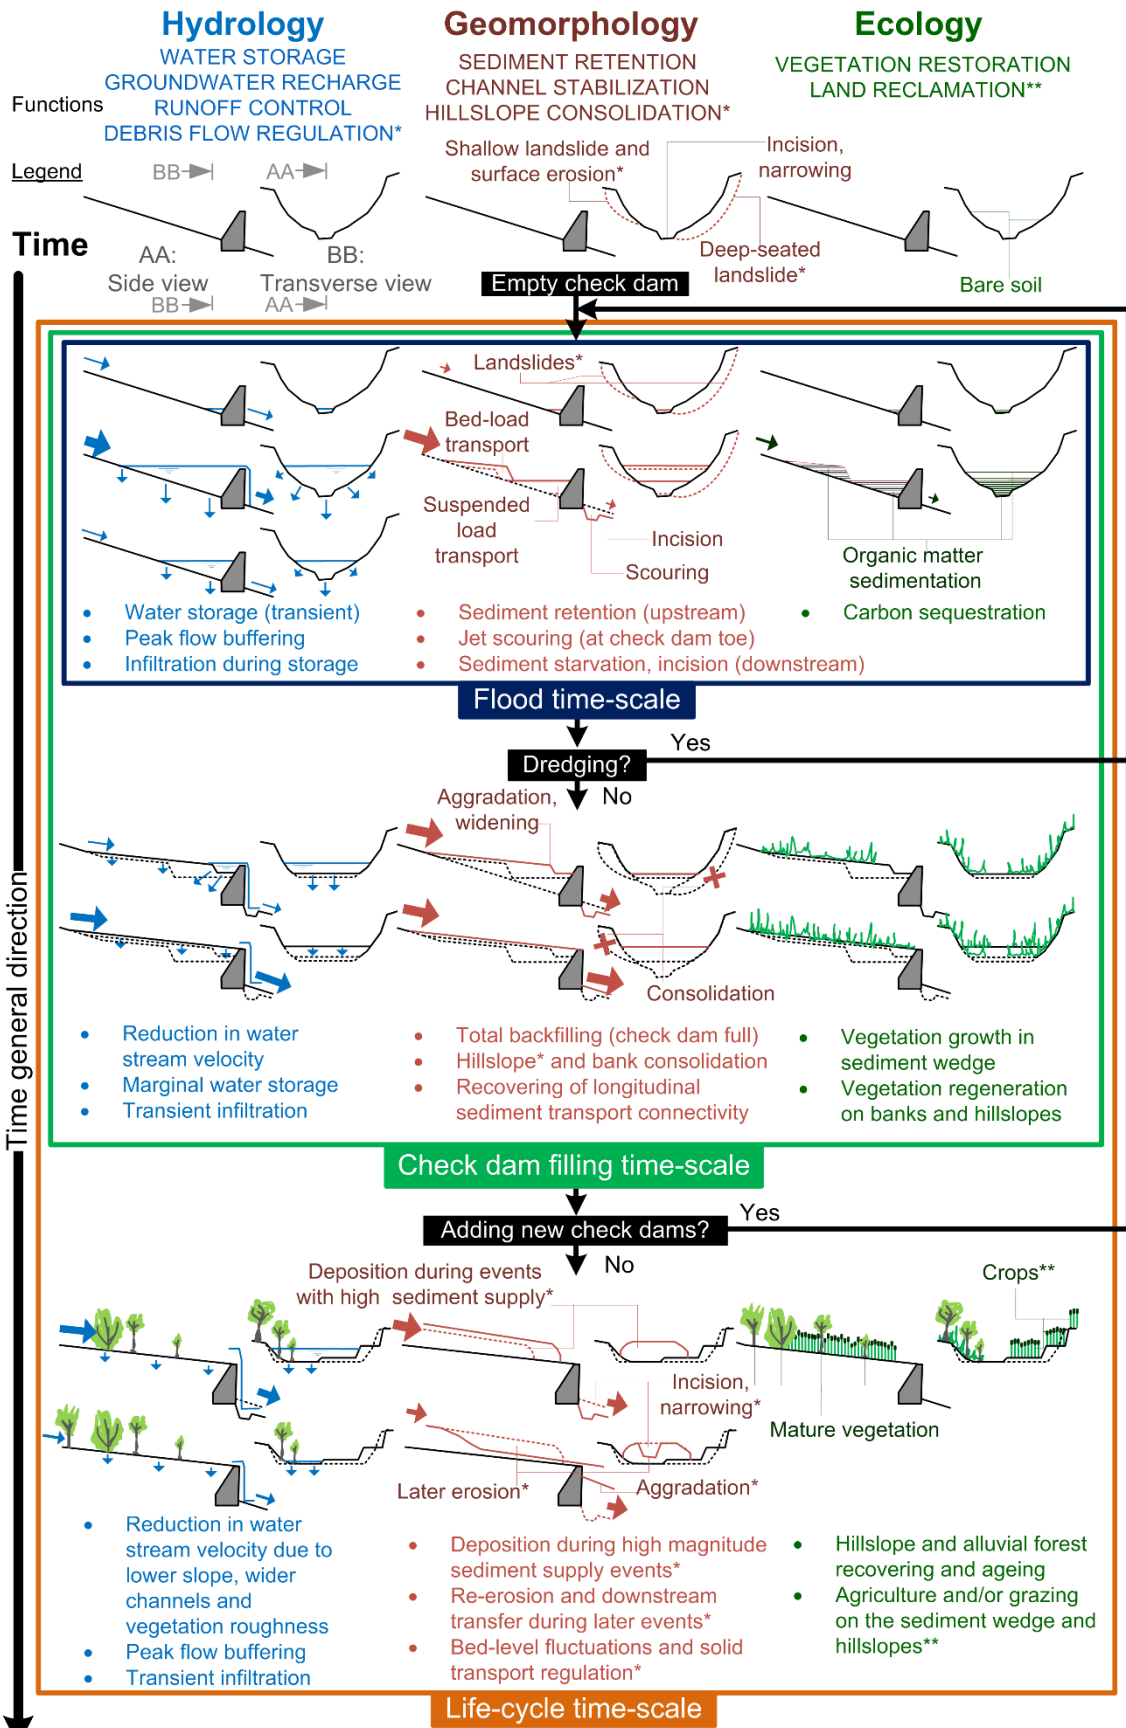 Hydrology
Geomorphology
Ecology
Functions
WATER STORAGE
GROUNDWATER RECHARGE
RUNOFF CONTROL
DEBRIS FLOW REGULATION*
SEDIMENT RETENTION
CHANNEL STABILIZATION
HILLSLOPE CONSOLIDATION*
VEGETATION RESTORATION
LAND RECLAMATION**
Legend
BB
AA
Shallow landslide and
surface erosion*
Incision,
narrowing
Time
AA:
Side view
BB:
Transverse view
BB
AA
Deep-seated
landslide*
Bare soil
Empty check dam
Landslides*
Bed-load
transport
Suspended
load
transport
Incision
Scouring
Organic matter
sedimentation
• Water storage (transient)
• Peak flow buffering
• Infiltration during storage
• Sediment retention (upstream)
• Jet scouring (at check dam toe)
• Sediment starvation, incision (downstream)
• Carbon sequestration
Flood time-scale
Dredging?
Yes
No
Aggradation,
widening
Consolidation
• Reduction in water
stream velocity
• Marginal water storage
• Transient infiltration
• Total backfilling (check dam full)
• Hillslope* and bank consolidation
• Recovering of longitudinal
sediment transport connectivity
• Vegetation growth in
sediment wedge
• Vegetation regeneration
on banks and hillslopes
Time general direction
Check dam filling time-scale
Adding new check dams?
Yes
No
Deposition during events
with high sediment supply*
Crops**
Incision,
narrowing*
Mature vegetation
Later erosion*
Aggradation*
• Reduction in water
stream velocity due to
lower slope, wider
channels and
vegetation roughness
• Peak flow buffering
• Transient infiltration
• Deposition during high magnitude
sediment supply events*
• Re-erosion and downstream
transfer during later events*
• Bed-level fluctuations and solid
transport regulation*
• Hillslope and alluvial forest
recovering and ageing
• Agriculture and/or grazing
on the sediment wedge and
hillslopes**
Life-cycle time-scale